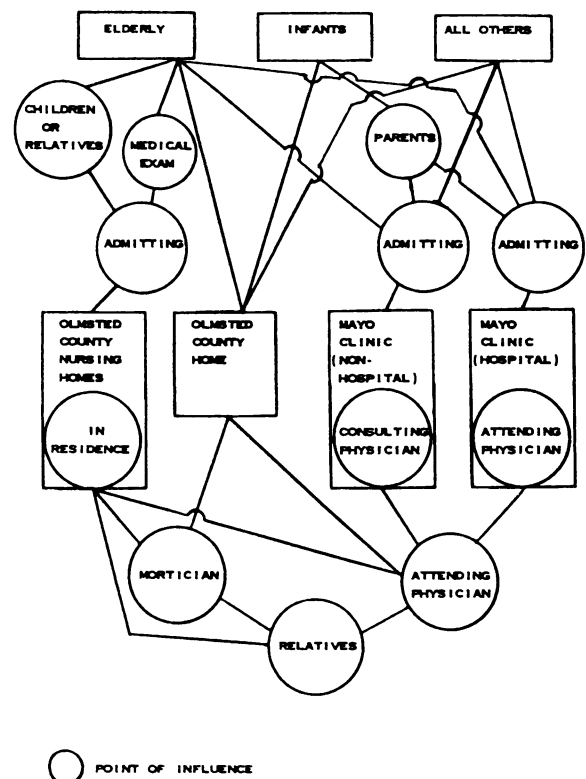 ELDERLY
INFANTS
ALL OTHERS
CHILDREN
OR
RELATIVES
MEDICAL
EXAM
PARENTS
ADMITTING
ADMITTING
ADMITTING
OLMSTED
COUNTY
NURSING
HOMES
OLMSTED
COUNTY
HOME
MAYO
CLINIC
(NON-
HOSPITAL)
MAYO
CLINIC
(HOSPITAL)
IN
RESIDENCE
CONSULTING
PHYSICIAN
ATTENDING
PHYSICIAN
MORTICIAN
ATTENDING
PHYSICIAN
RELATIVES
POINT OF INFLUENCE